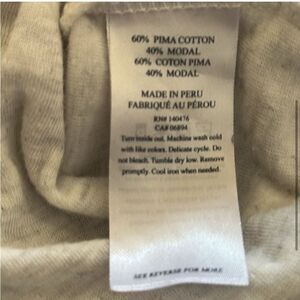 60% PIMA COTTON
40% MODAL
60% COTON PIMA
40% MODAL
MADE IN PERU
FABRIQUÉ AU PÉROU
RN# 140476
CA# 06894
Turn inside out. Machine wash cold
with like colors. Delicate cycle. Do
not bleach. Tumble dry low. Remove
promptly. Cool iron when needed.
SEE REVERSE FOR MORE